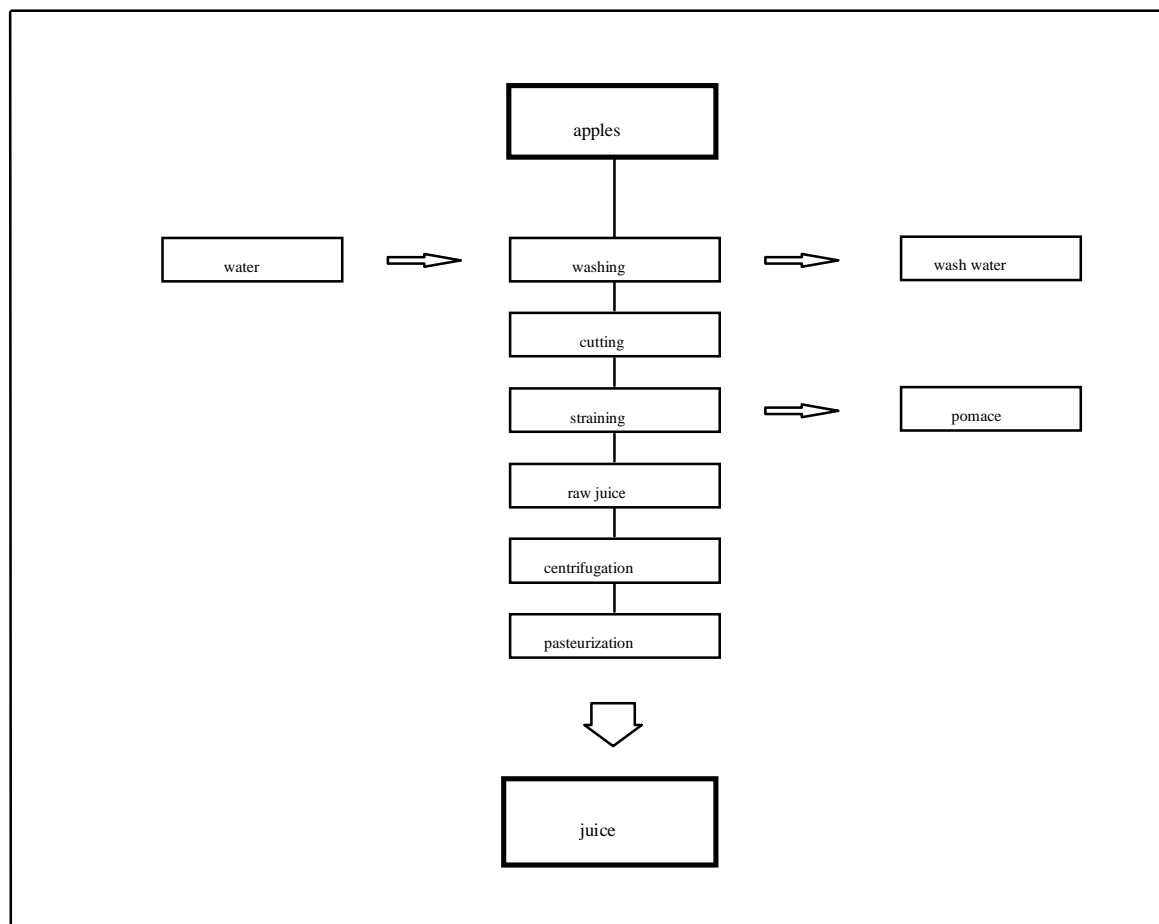 apples
water
washing
wash water
cutting
straining
pomace
raw juice
centrifugation
pasteurization
juice